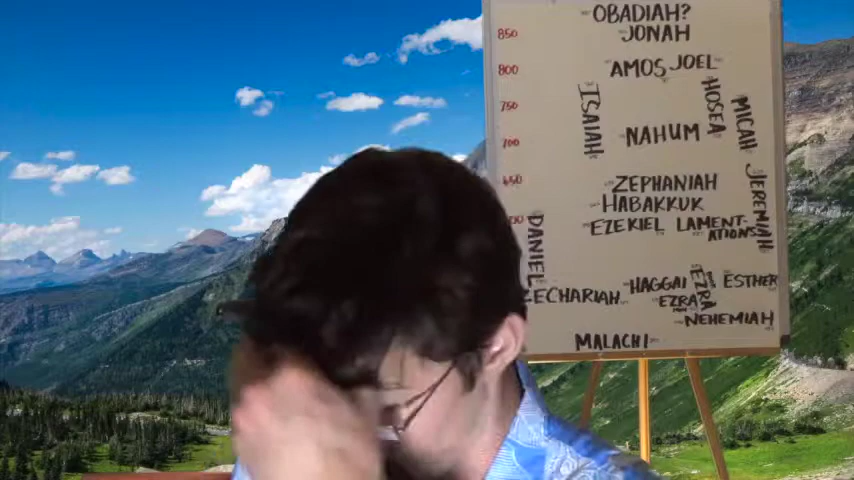 OBADIAH?
850 JONAH
800 AMOS JOEL
750 ISAIAH HOSEA MICAH
700 NAHUM
650 ZEPHANIAH JEREMIAH
HABAKKUK
EZEKIEL LAMENT-
ATIONS
DANIEL
HAGGAI EZRA ESTHER
ZECHARIAH EZRA
NEHEMIAH
MALACHI